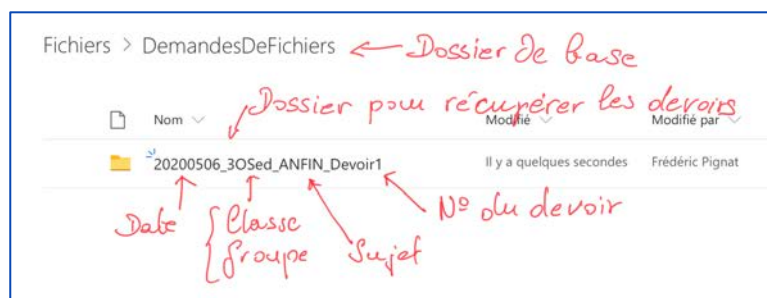 Fichiers > DemandesDeFichiers ← Dossier de base
Dossier pour récupérer les devoirs
Nom Modifié Modifié par
20200506_3OSed_ANFIN_Devoir1 Il y a quelques secondes Frédéric Pignat
Date Classe Groupe Sujet N° du devoir